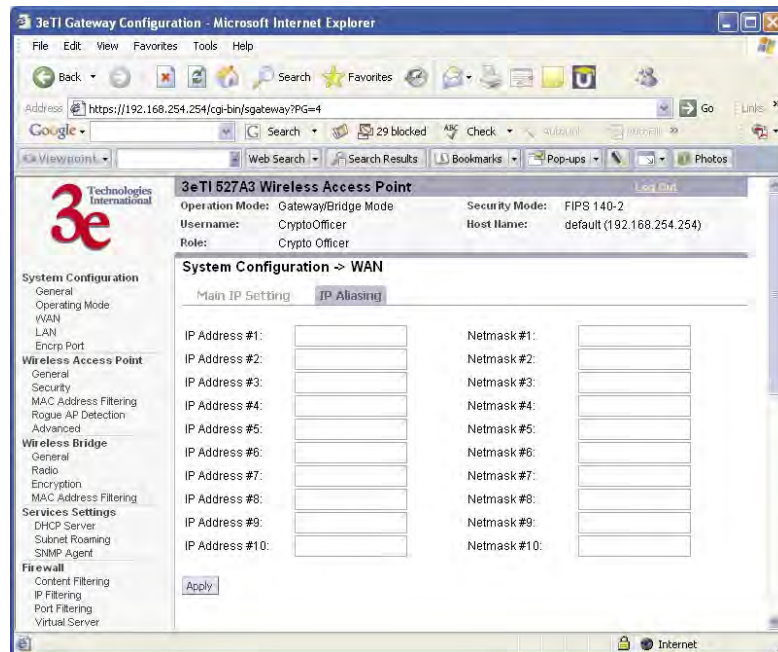 3eTI Gateway Configuration - Microsoft Internet Explorer
File Edit View Favorites Tools Help
Back Search Favorites
Address https://192.168.254.254/cgi-bin/sgateway?PG=4 Go Links
Google Search 29 blocked ABC Check
Viewpoint Web Search Search Results Bookmarks Pop-ups Photos
3e Technologies International
3eTI 527A3 Wireless Access Point Log Out
Operation Mode: Gateway/Bridge Mode Security Mode: FIPS 140-2
Username: CryptoOfficer Host Name: default (192.168.254.254)
Role: Crypto Officer
System Configuration
General
Operating Mode
WAN
LAN
Encrp Port
Wireless Access Point
General
Security
MAC Address Filtering
Rogue AP Detection
Advanced
Wireless Bridge
General
Radio
Encryption
MAC Address Filtering
Services Settings
DHCP Server
Subnet Roaming
SNMP Agent
Firewall
Content Filtering
IP Filtering
Port Filtering
Virtual Server
System Configuration -> WAN
Main IP Setting IP Aliasing
IP Address #1: Netmask #1:
IP Address #2: Netmask #2:
IP Address #3: Netmask #3:
IP Address #4: Netmask #4:
IP Address #5: Netmask #5:
IP Address #6: Netmask #6:
IP Address #7: Netmask #7:
IP Address #8: Netmask #8:
IP Address #9: Netmask #9:
IP Address #10: Netmask #10:
Apply
Internet